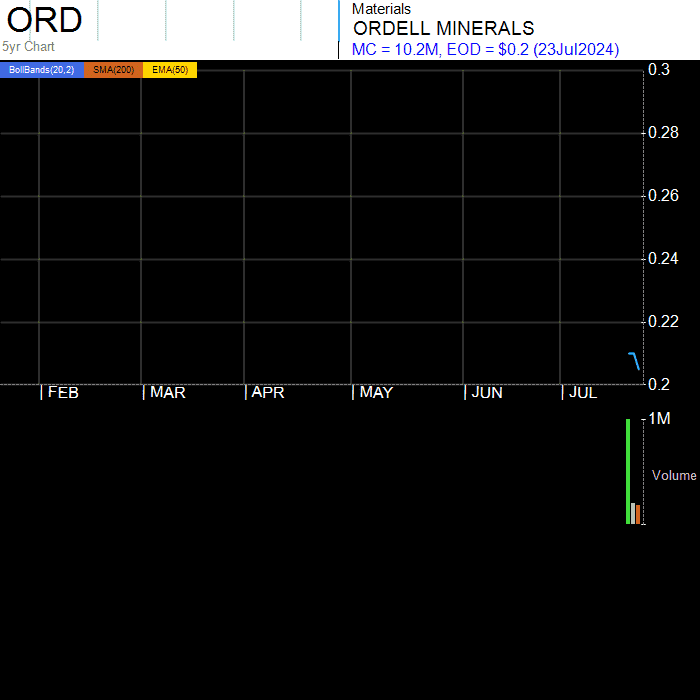 ORD
5yr Chart
Materials
ORDELL MINERALS
MC = 10.2M, EOD = $0.2 (23Jul2024)
BollBands(20,2) SMA(200) EMA(50)
0.3
0.28
0.26
0.24
0.22
0.2
FEB MAR APR MAY JUN JUL
1M
Volume